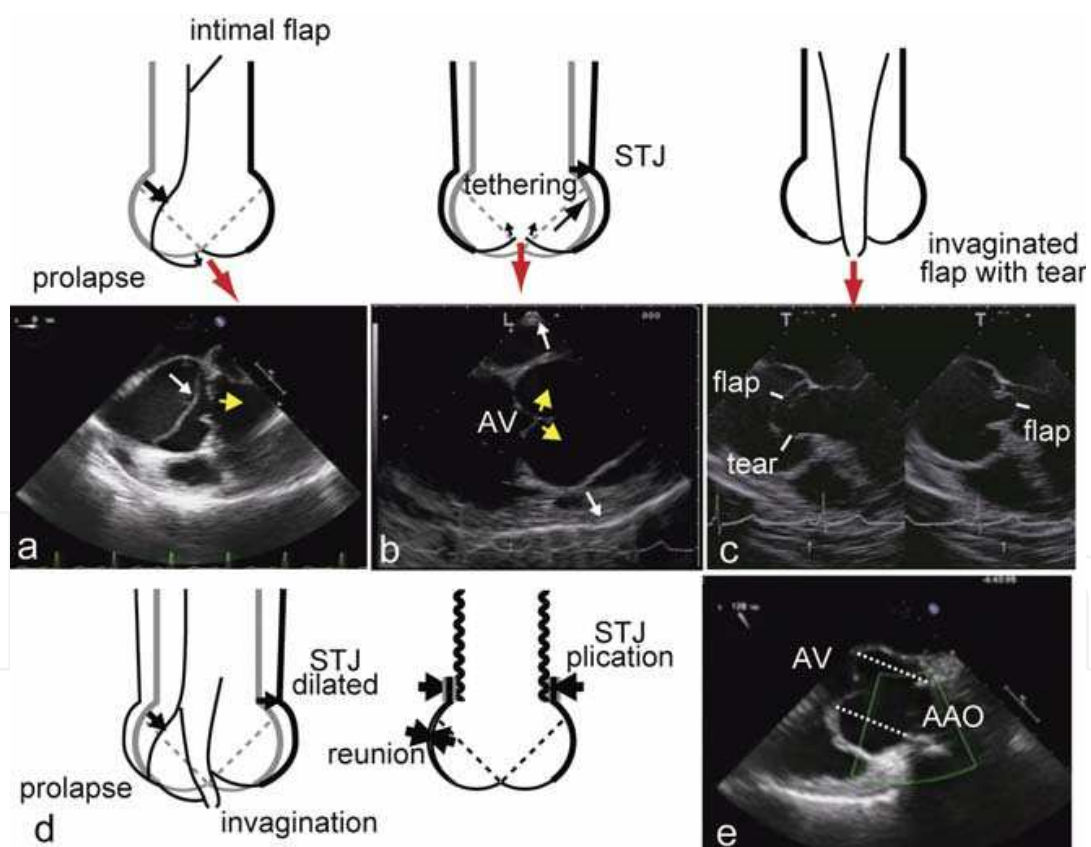 intimal flap
STJ
tethering
prolapse
invaginated
flap with tear
L
T
T
AV
flap
flap
tear
a
b
c
STJ
dilated
STJ
plication
reunion
prolapse
invagination
d
AV
AAO
e